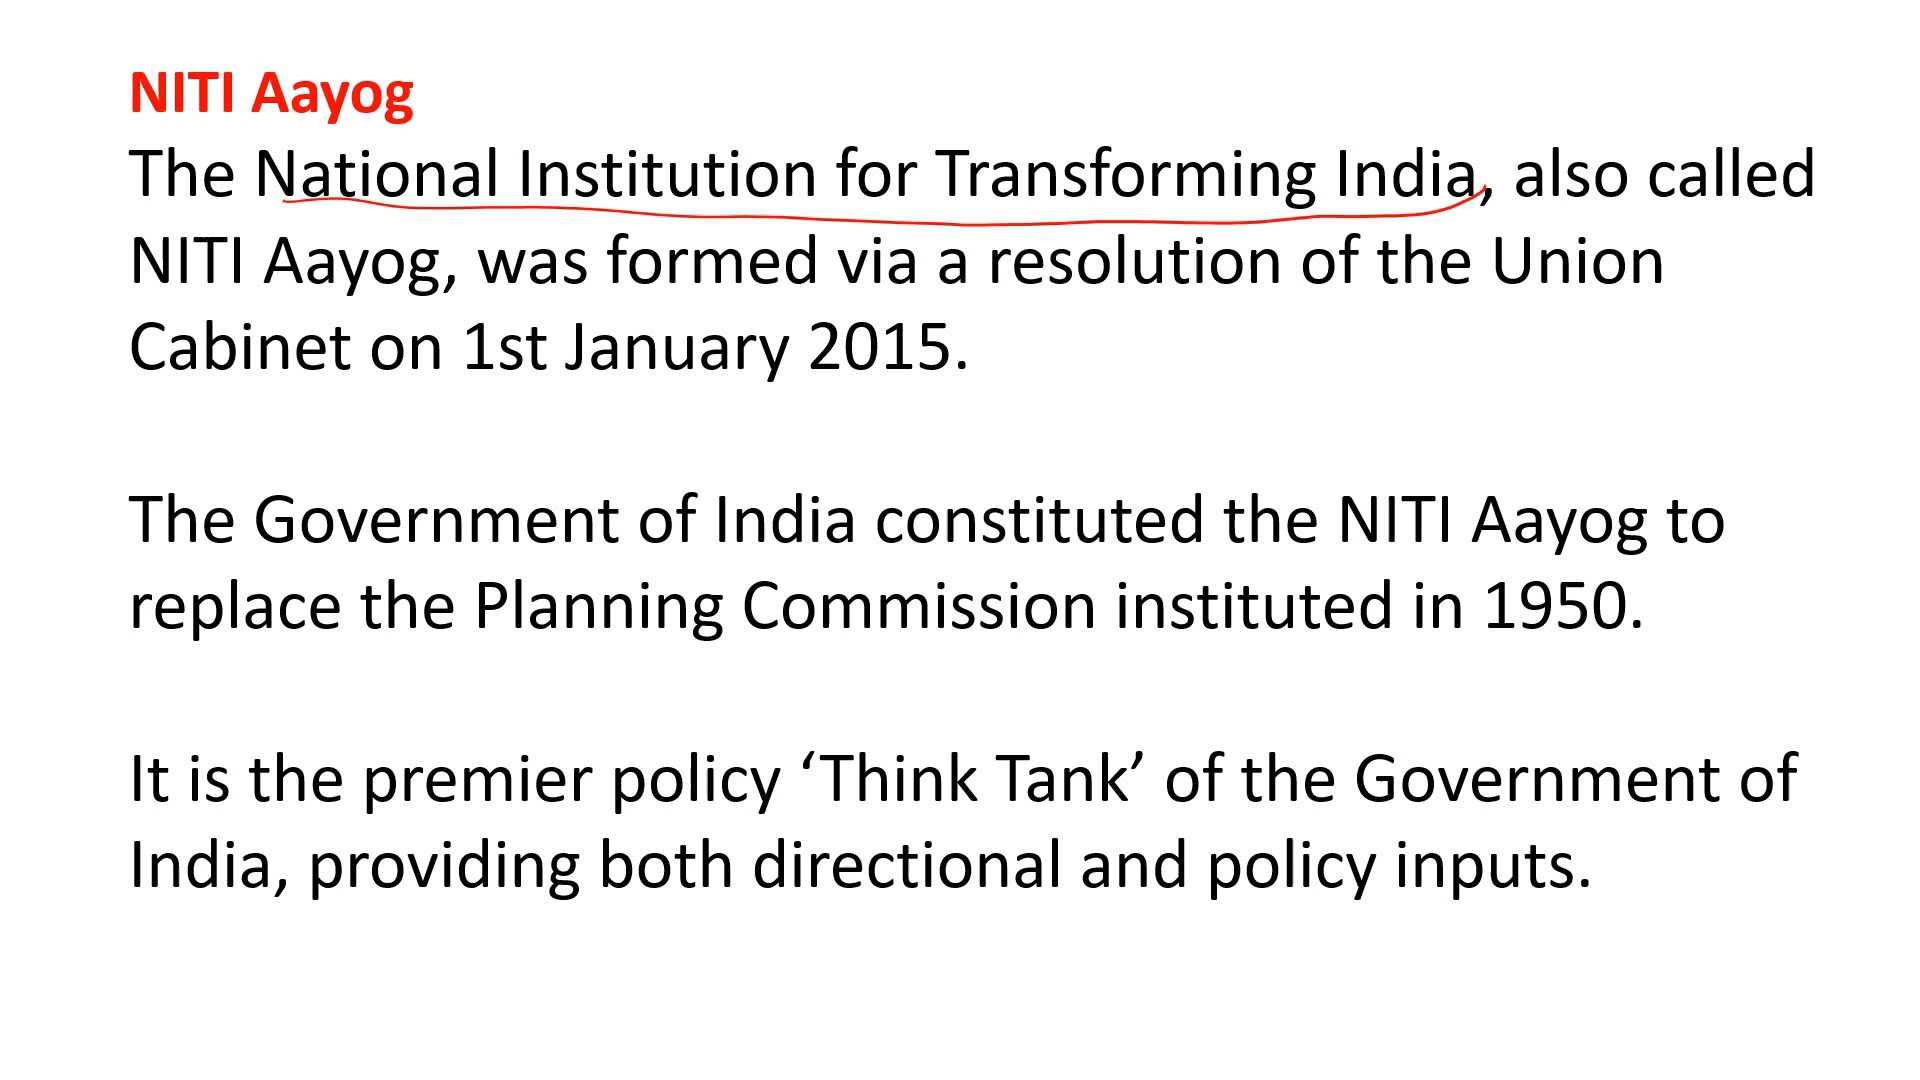 NITI Aayog
The National Institution for Transforming India, also called
NITI Aayog, was formed via a resolution of the Union
Cabinet on 1st January 2015.
The Government of India constituted the NITI Aayog to
replace the Planning Commission instituted in 1950.
It is the premier policy ‘Think Tank’ of the Government of
India, providing both directional and policy inputs.